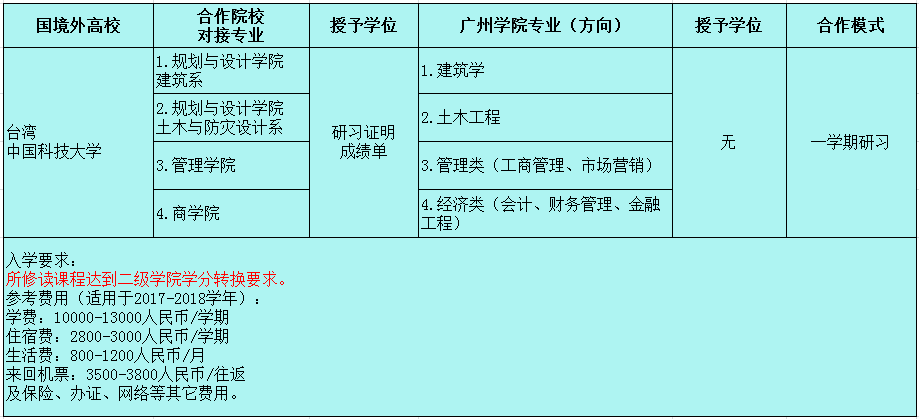 国境外高校
合作院校
对接专业
授予学位
广州学院专业（方向）
授予学位
合作模式
台湾
中国科技大学
1.规划与设计学院
建筑系
研习证明
成绩单
1.建筑学
无
一学期研习
2.规划与设计学院
土木与防灾设计系
2.土木工程
3.管理学院
3.管理类（工商管理、市场营销）
4.商学院
4.经济类（会计、财务管理、金融
工程）
入学要求：
所修读课程达到二级学院学分转换要求。
参考费用（适用于2017-2018学年）：
学费：10000-13000人民币/学期
住宿费：2800-3000人民币/学期
生活费：800-1200人民币/月
来回机票：3500-3800人民币/往返
及保险、办证、网络等其它费用。